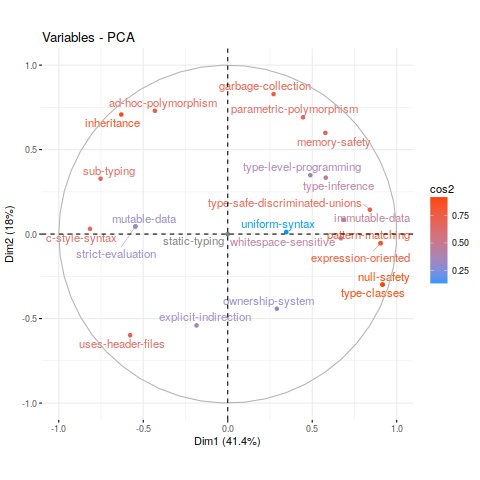 Variables - PCA
garbage-collection
ad-hoc-polymorphism
parametric-polymorphism
inheritance
memory-safety
sub-typing
type-level-programming
type-inference
type-safe-discriminated-unions
mutable-data
immutable-data
uniform-syntax
c-style-syntax
static-typing
whitespace-sensitive
pattern-matching
strict-evaluation
expression-oriented
null-safety
type-classes
ownership-system
explicit-indirection
uses-header-files
1.0
0.5
0.0
-0.5
-1.0
Dim2 (18%)
-1.0 -0.5 0.0 0.5 1.0
Dim1 (41.4%)
cos2
0.75
0.50
0.25